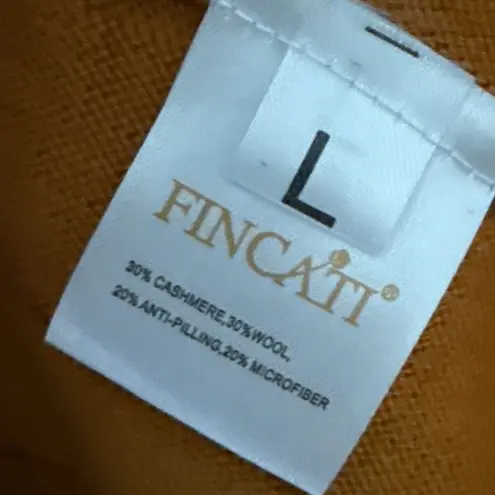 L
FINCATI®
30% CASHMERE,30%WOOL,
20% ANTI-PILLING,20% MICROFIBER